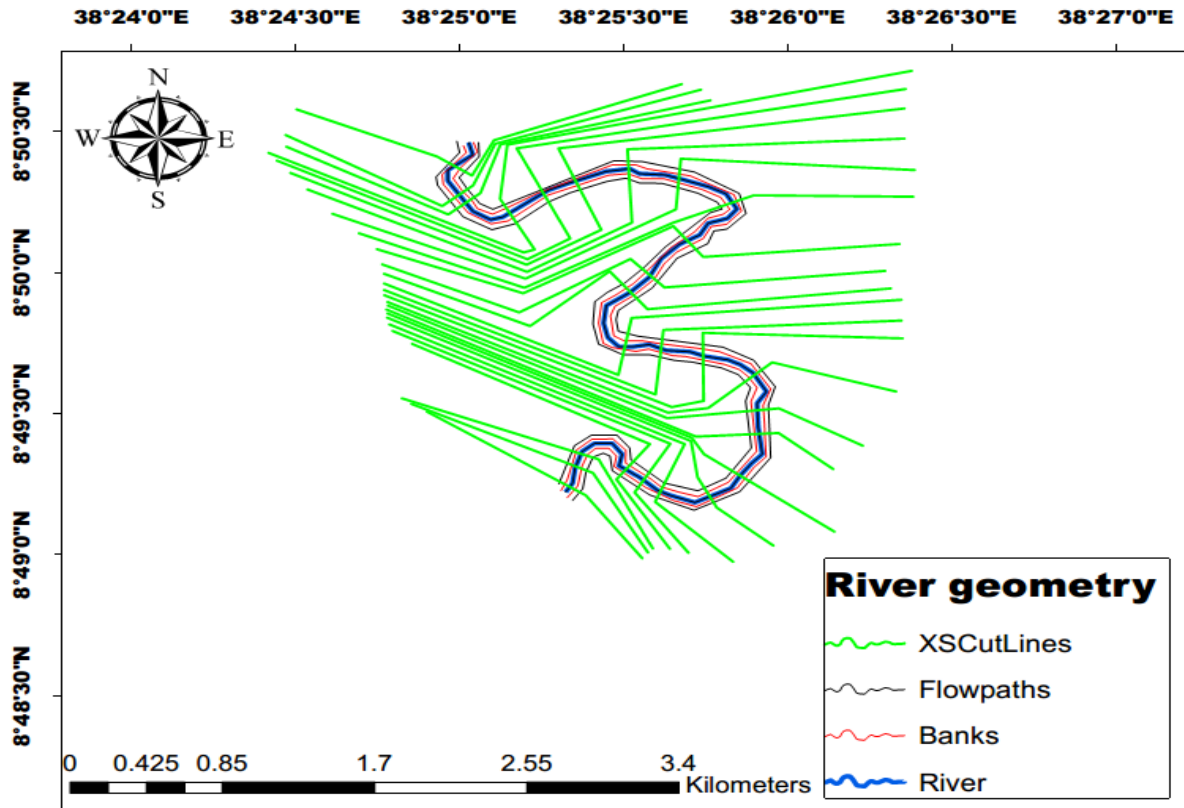 38°24'0"E 38°24'30"E 38°25'0"E 38°25'30"E 38°26'0"E 38°26'30"E 38°27'0"E
8°50'30"N
8°50'0"N
8°49'30"N
8°49'0"N
8°48'30"N
N
W E
S
River geometry
XSCutLines
Flowpaths
Banks
River
0 0.425 0.85 1.7 2.55 3.4
Kilometers